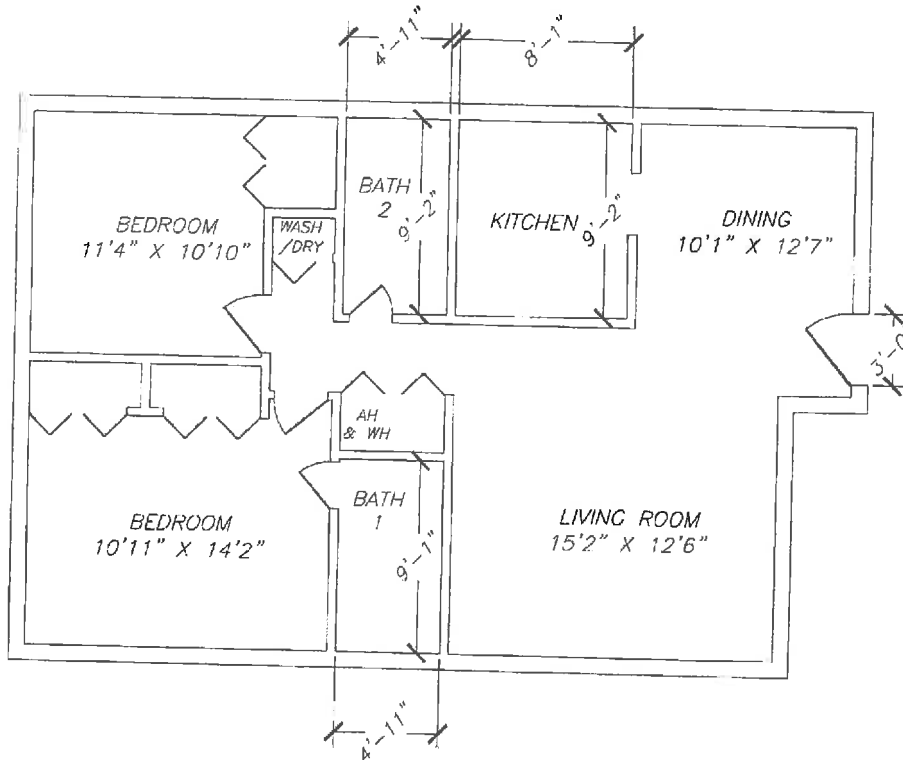 4'-11"
8'-1"
BEDROOM
11'4" X 10'10"
WASH
/DRY
BATH
2
9'-2"
KITCHEN
9'-2"
DINING
10'1" X 12'7"
AH
& WH
BEDROOM
10'11" X 14'2"
BATH
1
9'-1"
LIVING ROOM
15'2" X 12'6"
4'-11"